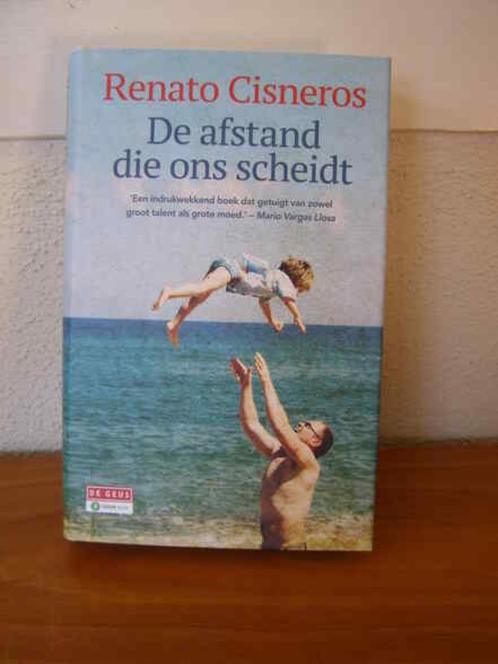 Renato Cisneros
De afstand
die ons scheidt
'Een indrukwekkend boek dat getuigt van zowel
groot talent als grote moed.' – Mario Vargas Llosa
DE GEUS